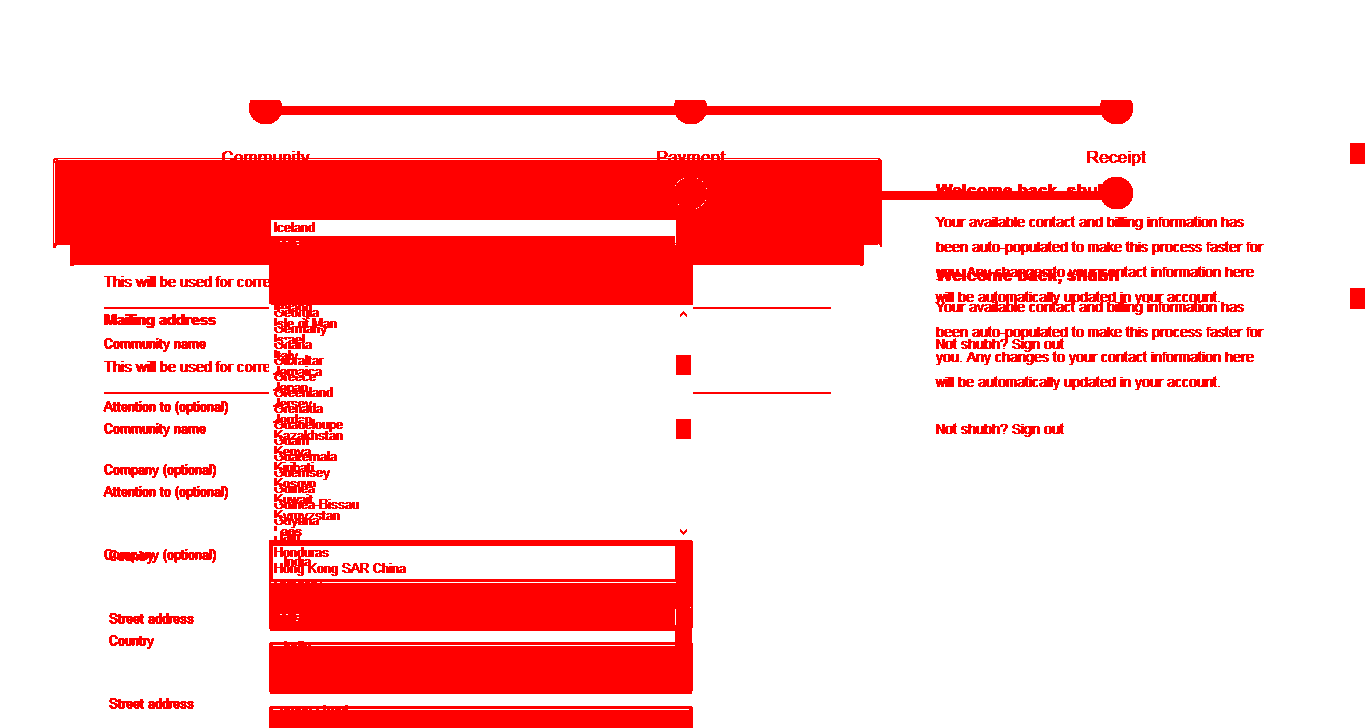 Community
Payment
Receipt
Welcome back, shubh
Your available contact and billing information has
been auto-populated to make this process faster for
you. Any changes to your contact information here
will be automatically updated in your account.
Welcome back, shubh
Your available contact and billing information has
been auto-populated to make this process faster for
you. Any changes to your contact information here
will be automatically updated in your account.
Not shubh? Sign out
Not shubh? Sign out
Iceland
This will be used for corre
Mailing address
Community name
This will be used for corre
Attention to (optional)
Community name
Company (optional)
Attention to (optional)
Company (optional)
Country
Street address
Country
Street address
Georgia
Isle of Man
Germany
Israel
Ghana
Italy
Gibraltar
Jamaica
Greece
Japan
Greenland
Jersey
Grenada
Jordan
Guadeloupe
Kazakhstan
Guam
Kenya
Guatemala
Kiribati
Guernsey
Kosovo
Guinea
Kuwait
Guinea-Bissau
Kyrgyzstan
Guyana
Honduras
India
Hong Kong SAR China